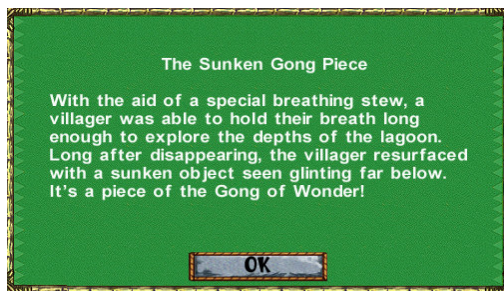 The Sunken Gong Piece
With the aid of a special breathing stew, a
villager was able to hold their breath long
enough to explore the depths of the lagoon.
Long after disappearing, the villager resurfaced
with a sunken object seen glinting far below.
It's a piece of the Gong of Wonder!
OK